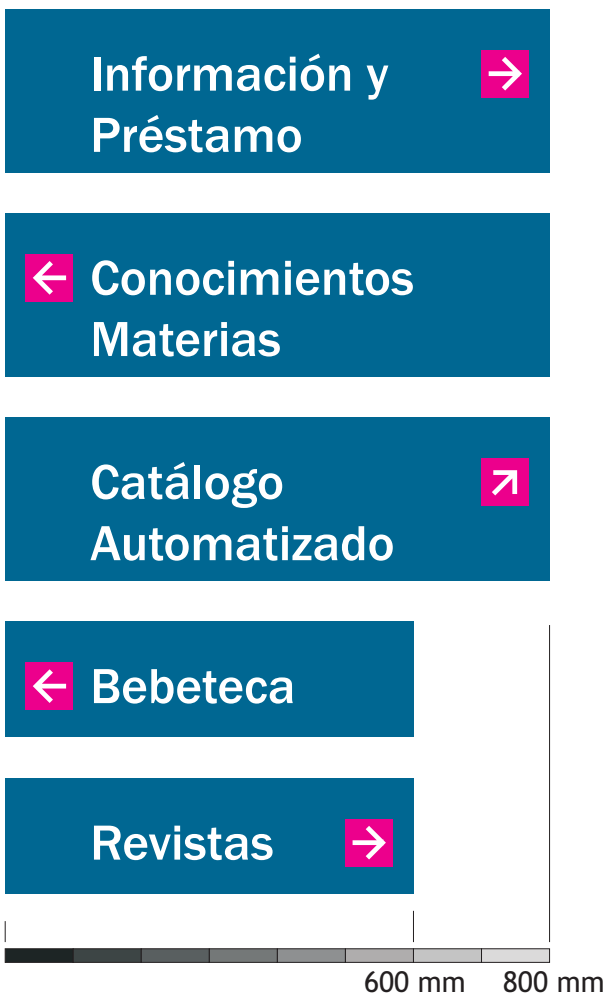 Información y
Préstamo
Conocimientos
Materias
Catálogo
Automatizado
Bebeteca
Revistas
600 mm 800 mm